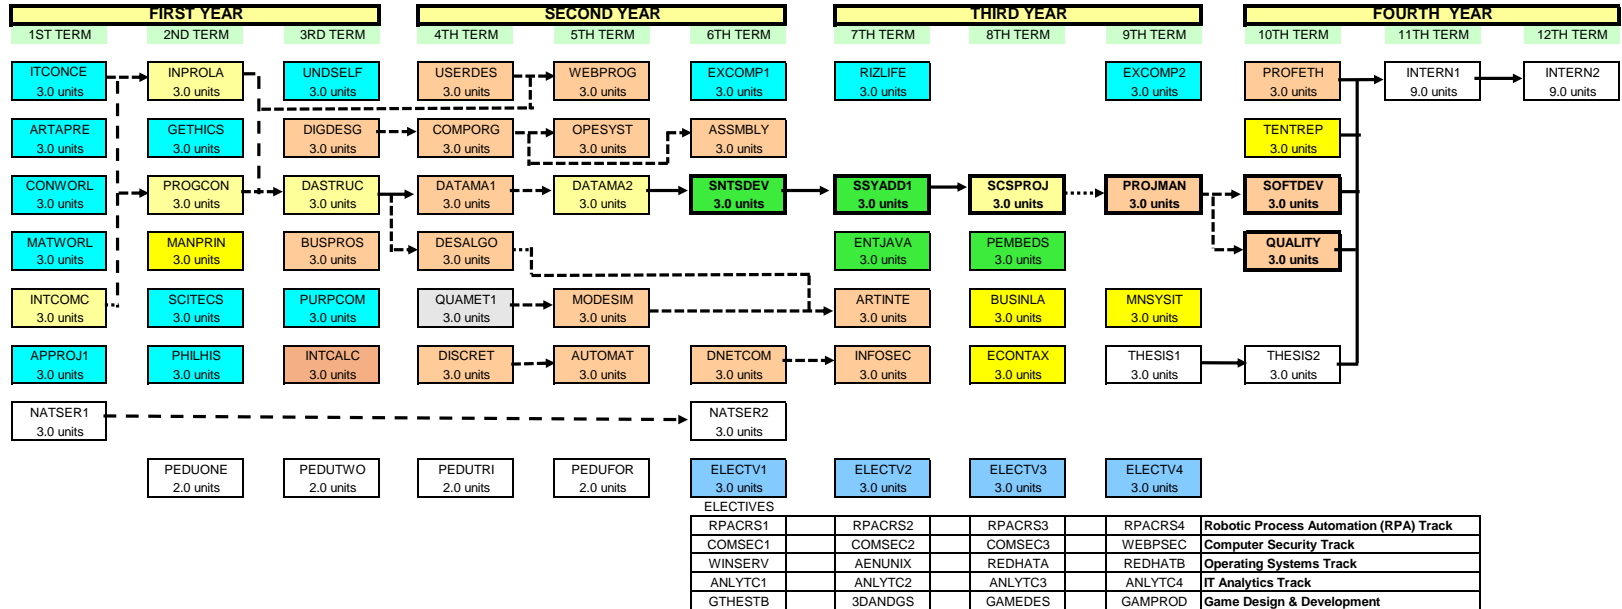 FIRST YEAR SECOND YEAR THIRD YEAR FOURTH YEAR
1ST TERM 2ND TERM 3RD TERM 4TH TERM 5TH TERM 6TH TERM 7TH TERM 8TH TERM 9TH TERM 10TH TERM 11TH TERM 12TH TERM
ITCONCE INPROLA UNDSELF USERDES WEBPROG EXCOMP1 RIZLIFE EXCOMP2 PROFETH INTERN1 INTERN2
3.0 units 3.0 units 3.0 units 3.0 units 3.0 units 3.0 units 3.0 units 3.0 units 3.0 units 9.0 units 9.0 units
ARTAPRE GETHICS DIGDESG COMPORG OPESYST ASSMBLY TENTREP
3.0 units 3.0 units 3.0 units 3.0 units 3.0 units 3.0 units 3.0 units
CONWORL PROGCON DASTRUC DATAMA1 DATAMA2 SNTSDEV SSYADD1 SCSPROJ PROJMAN SOFTDEV
3.0 units 3.0 units 3.0 units 3.0 units 3.0 units 3.0 units 3.0 units 3.0 units 3.0 units 3.0 units
MATWORL MANPRIN BUSPROS DESALGO ENTJAVA PEMBEDS QUALITY
3.0 units 3.0 units 3.0 units 3.0 units 3.0 units 3.0 units 3.0 units
INTCOMC SCITECS PURPCOM QUAMET1 MODESIM ARTINTE BUSINLA MNSYSIT
3.0 units 3.0 units 3.0 units 3.0 units 3.0 units 3.0 units 3.0 units 3.0 units
APPROJ1 PHILHIS INTCALC DISCRET AUTOMAT DNETCOM INFOSEC ECONTAX THESIS1 THESIS2
3.0 units 3.0 units 3.0 units 3.0 units 3.0 units 3.0 units 3.0 units 3.0 units 3.0 units 3.0 units
NATSER1 NATSER2
3.0 units 3.0 units
PEDUONE PEDUTWO PEDUTRI PEDUFOR ELECTV1 ELECTV2 ELECTV3 ELECTV4
2.0 units 2.0 units 2.0 units 2.0 units 3.0 units 3.0 units 3.0 units 3.0 units
ELECTIVES
RPACRS1 RPACRS2 RPACRS3 RPACRS4 Robotic Process Automation (RPA) Track
COMSEC1 COMSEC2 COMSEC3 WEBPSEC Computer Security Track
WINSERV AENUNIX REDHATA REDHATB Operating Systems Track
ANLYTC1 ANLYTC2 ANLYTC3 ANLYTC4 IT Analytics Track
GTHESTB 3DANDGS GAMEDES GAMPROD Game Design & Development